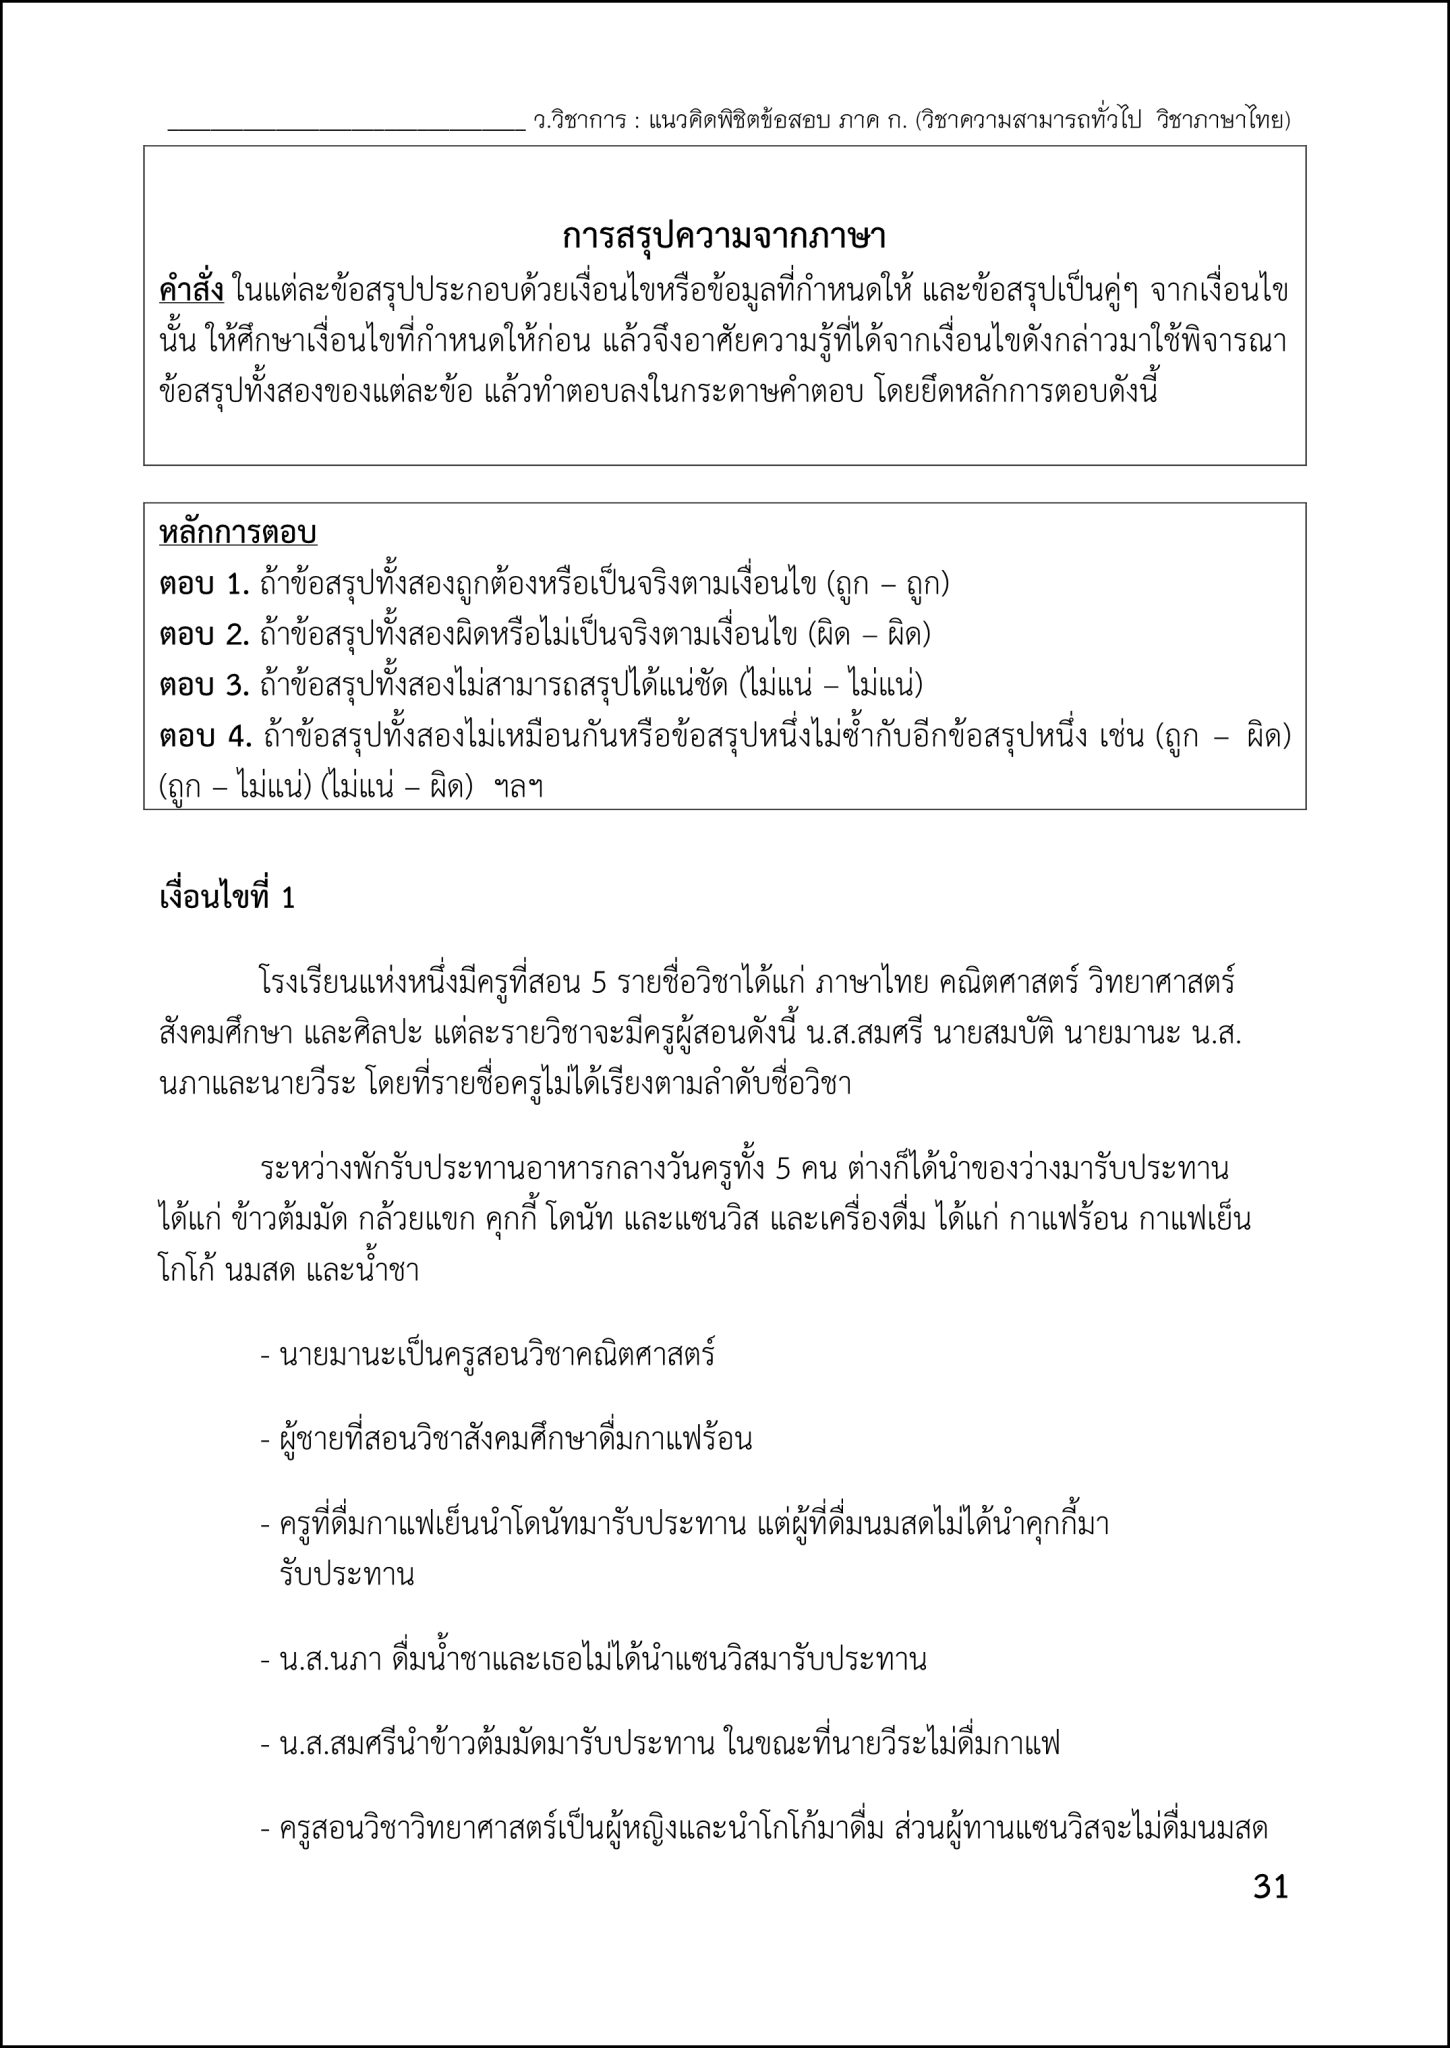 _________________________ ว.วิชาการ : แนวคิดพิชิตข้อสอบ ภาค ก. (วิชาความสามารถทั่วไป วิชาภาษาไทย)
การสรุปความจากภาษา
คำสั่ง ในแต่ละข้อสรุปประกอบด้วยเงื่อนไขหรือข้อมูลที่กำหนดให้ และข้อสรุปเป็นคู่ๆ จากเงื่อนไข
นั้น ให้ศึกษาเงื่อนไขที่กำหนดให้ก่อน แล้วจึงอาศัยความรู้ที่ได้จากเงื่อนไขดังกล่าวมาใช้พิจารณา
ข้อสรุปทั้งสองของแต่ละข้อ แล้วทำตอบลงในกระดาษคำตอบ โดยยึดหลักการตอบดังนี้
หลักการตอบ
ตอบ 1. ถ้าข้อสรุปทั้งสองถูกต้องหรือเป็นจริงตามเงื่อนไข (ถูก – ถูก)
ตอบ 2. ถ้าข้อสรุปทั้งสองผิดหรือไม่เป็นจริงตามเงื่อนไข (ผิด – ผิด)
ตอบ 3. ถ้าข้อสรุปทั้งสองไม่สามารถสรุปได้แน่ชัด (ไม่แน่ – ไม่แน่)
ตอบ 4. ถ้าข้อสรุปทั้งสองไม่เหมือนกันหรือข้อสรุปหนึ่งไม่ซ้ำกับอีกข้อสรุปหนึ่ง เช่น (ถูก – ผิด)
(ถูก – ไม่แน่) (ไม่แน่ – ผิด) ฯลฯ
เงื่อนไขที่ 1
โรงเรียนแห่งหนึ่งมีครูที่สอน 5 รายชื่อวิชาได้แก่ ภาษาไทย คณิตศาสตร์ วิทยาศาสตร์
สังคมศึกษา และศิลปะ แต่ละรายวิชาจะมีครูผู้สอนดังนี้ น.ส.สมศรี นายสมบัติ นายมานะ น.ส.
นภาและนายวีระ โดยที่รายชื่อครูไม่ได้เรียงตามลำดับชื่อวิชา
ระหว่างพักรับประทานอาหารกลางวันครูทั้ง 5 คน ต่างก็ได้นำของว่างมารับประทาน
ได้แก่ ข้าวต้มมัด กล้วยแขก คุกกี้ โดนัท และแซนวิส และเครื่องดื่ม ได้แก่ กาแฟร้อน กาแฟเย็น
โกโก้ นมสด และน้ำชา
- นายมานะเป็นครูสอนวิชาคณิตศาสตร์
- ผู้ชายที่สอนวิชาสังคมศึกษาดื่มกาแฟร้อน
- ครูที่ดื่มกาแฟเย็นนำโดนัทมารับประทาน แต่ผู้ที่ดื่มนมสดไม่ได้นำคุกกี้มา
รับประทาน
- น.ส.นภา ดื่มน้ำชาและเธอไม่ได้นำแซนวิสมารับประทาน
- น.ส.สมศรีนำข้าวต้มมัดมารับประทาน ในขณะที่นายวีระไม่ดื่มกาแฟ
- ครูสอนวิชาวิทยาศาสตร์เป็นผู้หญิงและนำโกโก้มาดื่ม ส่วนผู้ทานแซนวิสจะไม่ดื่มนมสด
31